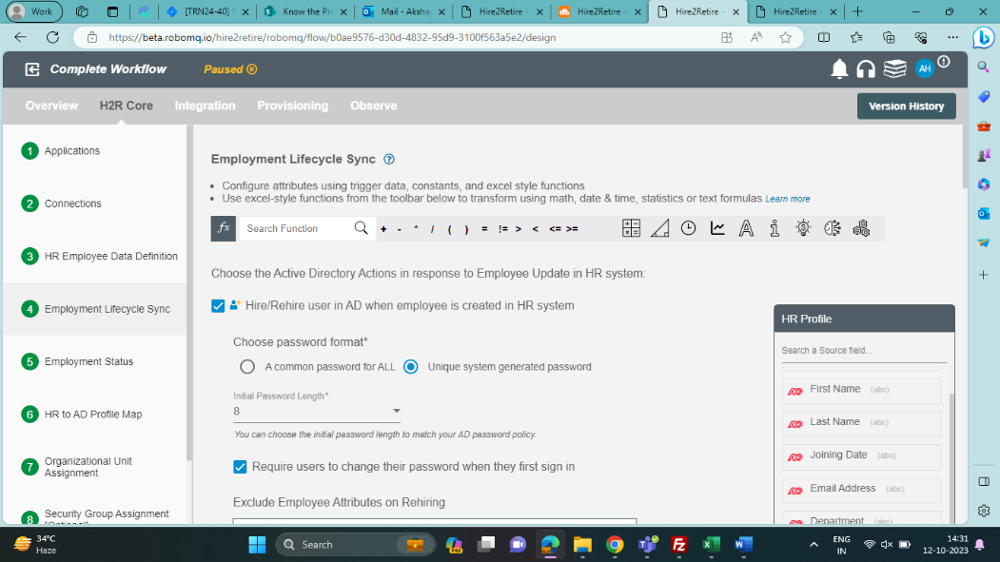 Work
[TRN24-40] W
Know the Pro
Mail - Aksha
Hire2Retire -
Hire2Retire -
Hire2Retire -
Hire2Retire -
https://beta.robomq.io/hire2retire/robomq/flow/b0ae9576-d30d-4832-95d9-3100f563a5e2/design
Complete Workflow
Paused
AH
Overview
H2R Core
Integration
Provisioning
Observe
Version History
1 Applications
2 Connections
3 HR Employee Data Definition
4 Employment Lifecycle Sync
5 Employment Status
6 HR to AD Profile Map
7 Organizational Unit
Assignment
8 Security Group Assignment
Employment Lifecycle Sync ?
• Configure attributes using trigger data, constants, and excel style functions
• Use excel-style functions from the toolbar below to transform using math, date & time, statistics or text formulas Learn more
fx Search Function + - * / ( ) = != > < <= >=
Choose the Active Directory Actions in response to Employee Update in HR system:
Hire/Rehire user in AD when employee is created in HR system
Choose password format*
A common password for ALL Unique system generated password
Initial Password Length*
8
You can choose the initial password length to match your AD password policy.
Require users to change their password when they first sign in
Exclude Employee Attributes on Rehiring
HR Profile
Search a Source field...
First Name (abc)
Last Name (abc)
Joining Date (abc)
Email Address (abc)
Department (abc)
34°C
Haze
Search
PRE
ENG
IN
14:31
12-10-2023